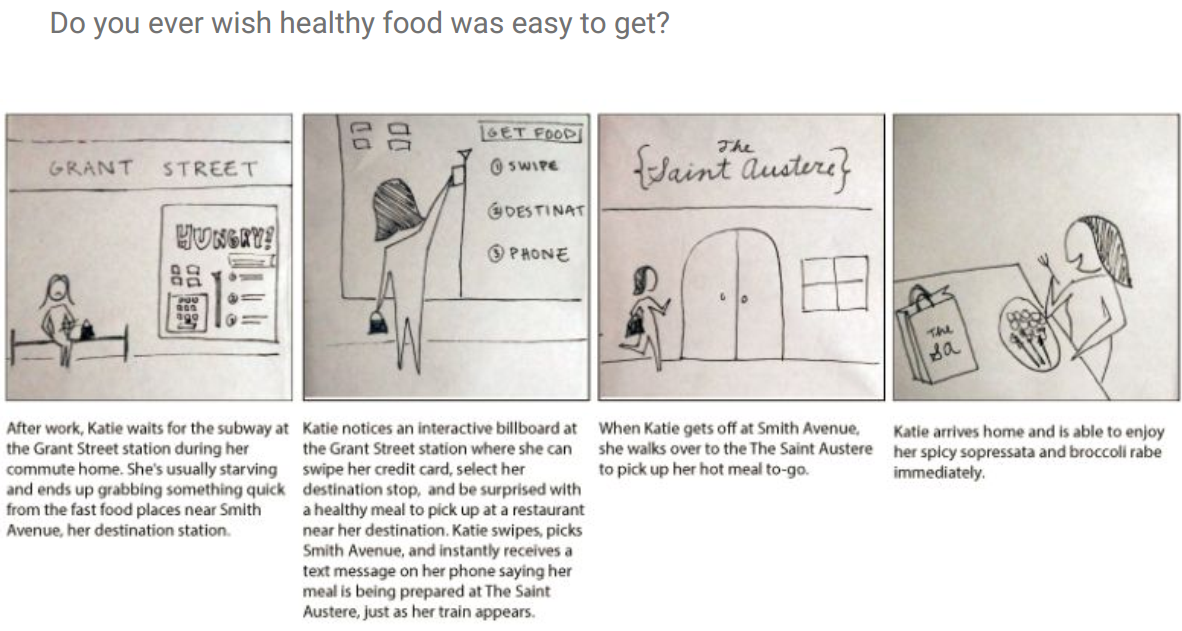 Do you ever wish healthy food was easy to get?
GRANT STREET
HUNGRY!
GET FOOD
① SWIPE
② DESTINAT
③ PHONE
The
{Saint Austere}
The
SA
After work, Katie waits for the subway at
the Grant Street station during her
commute home. She's usually starving
and ends up grabbing something quick
from the fast food places near Smith
Avenue, her destination station.
Katie notices an interactive billboard at
the Grant Street station where she can
swipe her credit card, select her
destination stop, and be surprised with
a healthy meal to pick up at a restaurant
near her destination. Katie swipes, picks
Smith Avenue, and instantly receives a
text message on her phone saying her
meal is being prepared at The Saint
Austere, just as her train appears.
When Katie gets off at Smith Avenue,
she walks over to the The Saint Austere
to pick up her hot meal to-go.
Katie arrives home and is able to enjoy
her spicy sopressata and broccoli rabe
immediately.